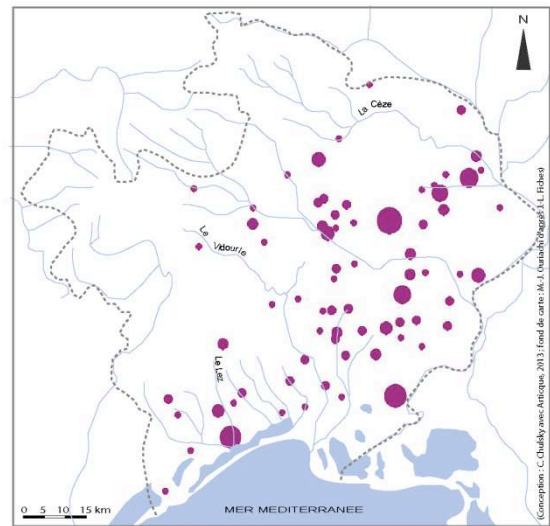 N
La Cèze
Le Vidourle
Le Lez
0 5 10 15 km
MER MEDITERRANEE
(Conception : C. Chulsky avec Articque, 2013 ; fond de carte : M.-J. Ouriachi d'après J.-L. Fiches)